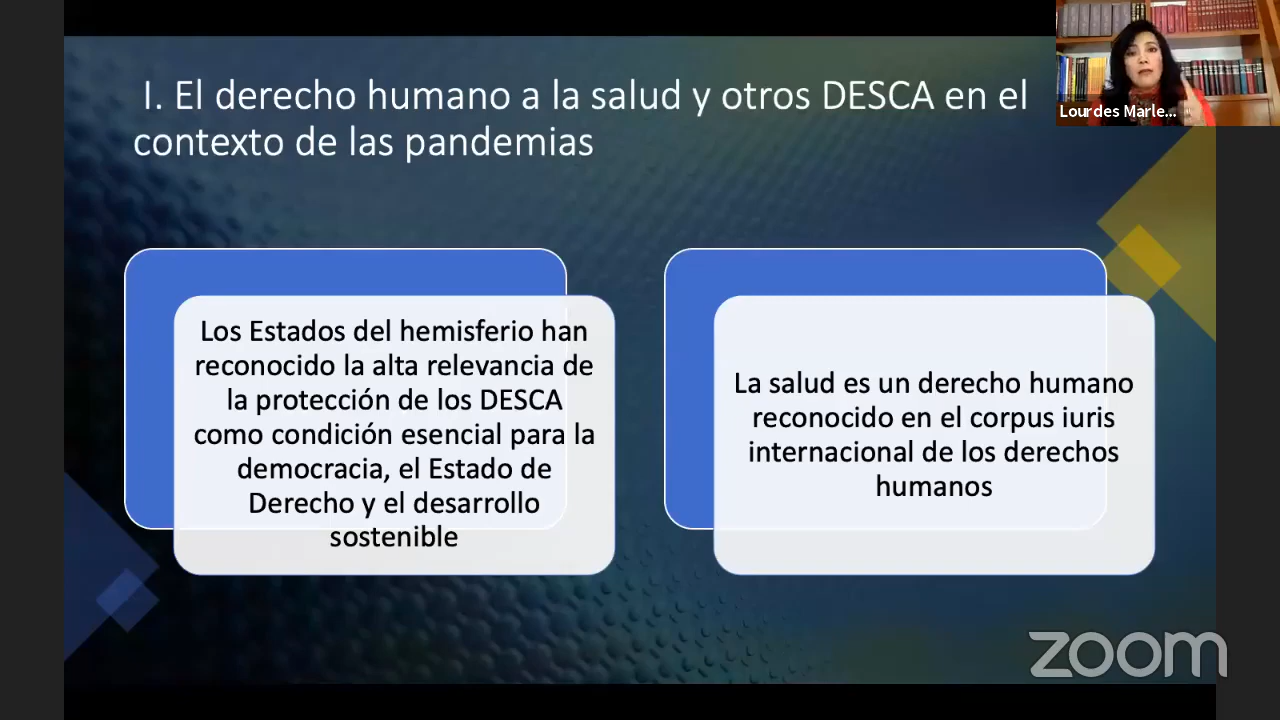 I. El derecho humano a la salud y otros DESCA en el
contexto de las pandemias
Lourdes Marle...
Los Estados del hemisferio han
reconocido la alta relevancia de
la protección de los DESCA
como condición esencial para la
democracia, el Estado de
Derecho y el desarrollo
sostenible
La salud es un derecho humano
reconocido en el corpus iuris
internacional de los derechos
humanos
zoom